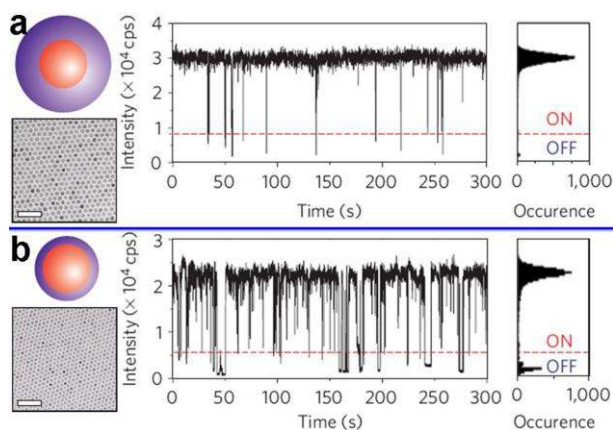 a
Intensity (× 10⁴ cps)
4
3
2
1
0
0 50 100 150 200 250 300
Time (s)
ON
OFF
0 1,000
Occurence
b
Intensity (× 10⁴ cps)
3
2
1
0
0 50 100 150 200 250 300
Time (s)
ON
OFF
0 1,000
Occurence